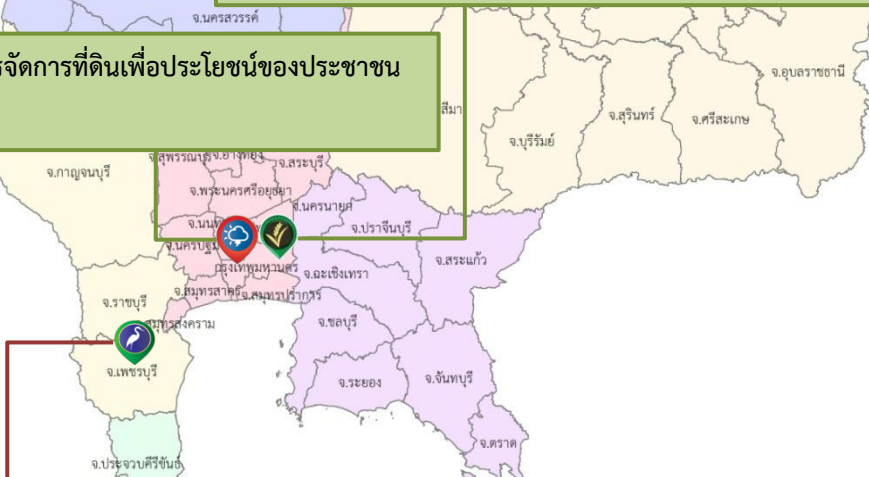 จ.นครสวรรค์
จัดการที่ดินเพื่อประโยชน์ของประชาชน
จ.อุบลราชธานี
จ.สุรินทร์
จ.ศรีสะเกษ
จ.บุรีรัมย์
จ.กาญจนบุรี
จ.สระบุรี
จ.พระนครศรีอยุธยา
จ.นครนายก
จ.ปราจีนบุรี
จ.สระแก้ว
กรุงเทพมหานคร
จ.ฉะเชิงเทรา
จ.สมุทรสาคร
จ.สมุทรปราการ
จ.ราชบุรี
จ.ชลบุรี
จ.เพชรบุรี
จ.ระยอง
จ.จันทบุรี
จ.ตราด
จ.ประจวบคีรีขันธ์